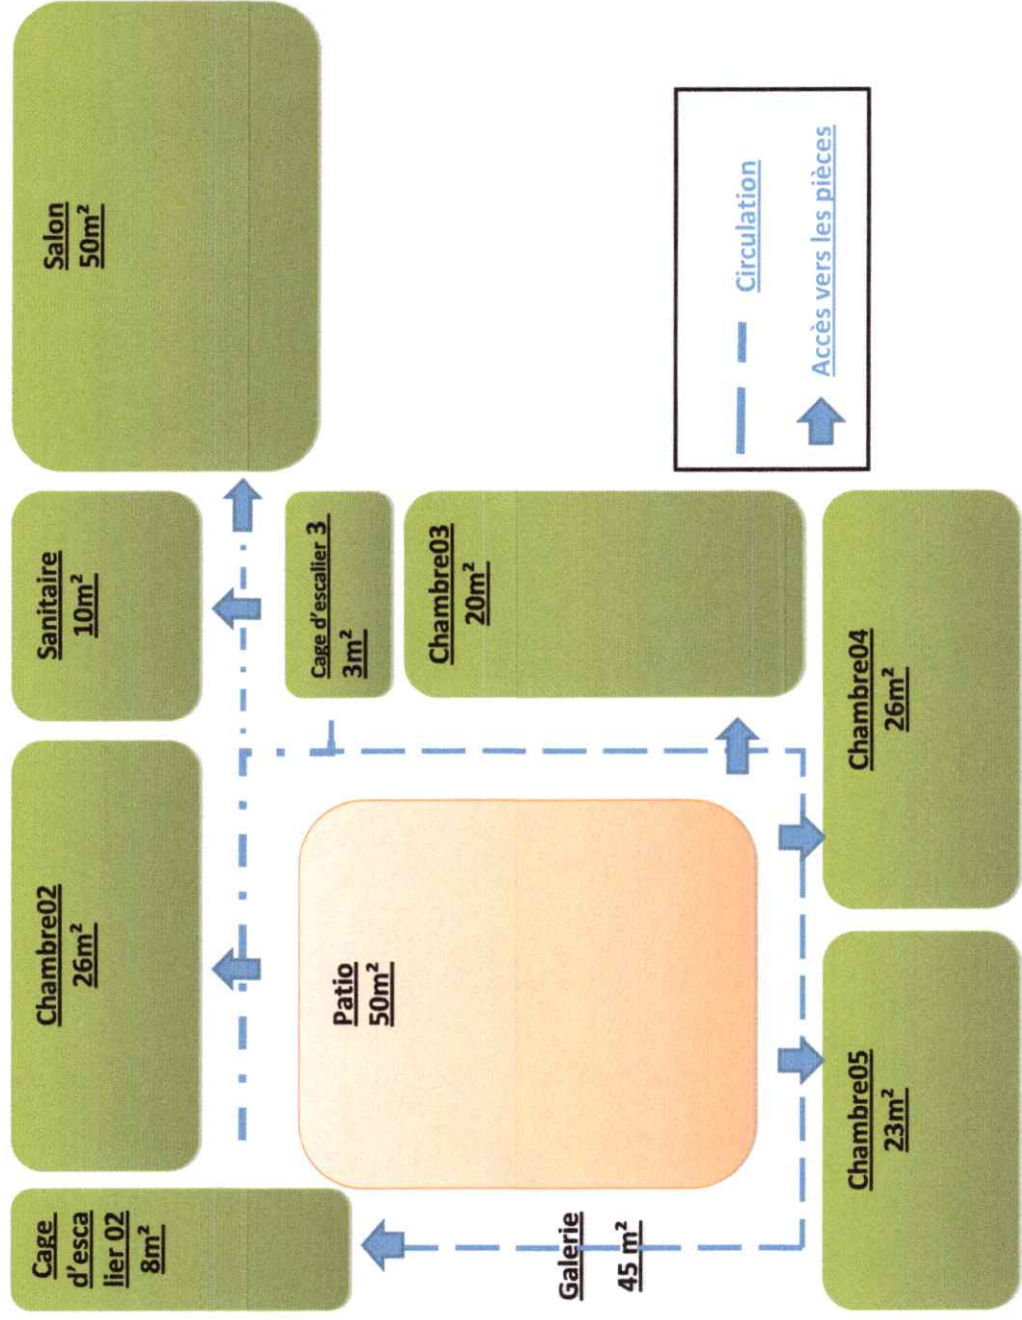 Cage
d'esca
lier 02
8m²
Chambre02
26m²
Sanitaire
10m²
Salon
50m²
Patio
50m²
Cage d'escalier 3
3m²
Chambre03
20m²
Galerie
45 m²
Chambre05
23m²
Chambre04
26m²
Circulation
Accès vers les pièces